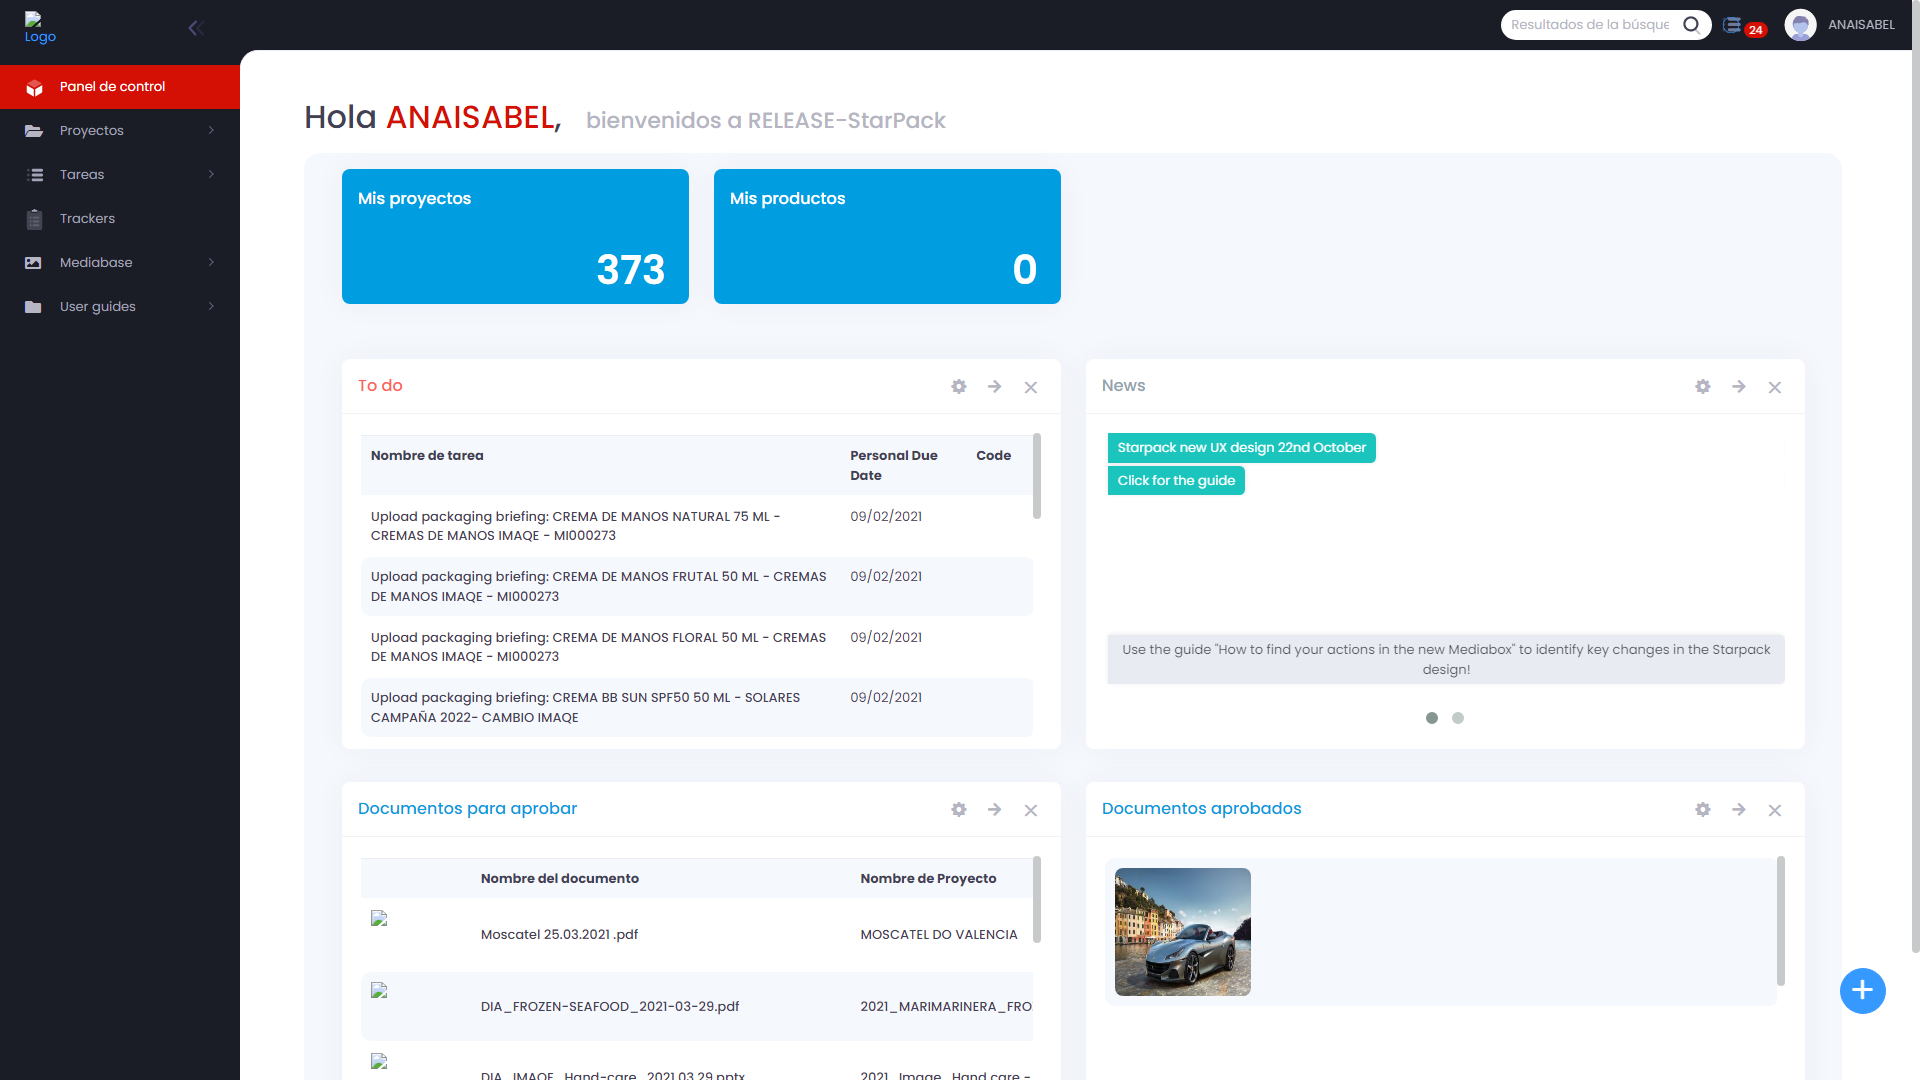 Logo
Resultados de la búsque
24
ANAISABEL
Panel de control
Proyectos
Tareas
Trackers
Mediabase
User guides
Hola ANAISABEL, bienvenidos a RELEASE-StarPack
Mis proyectos
373
Mis productos
0
To do
Nombre de tarea
Personal Due
Date
Code
Upload packaging briefing: CREMA DE MANOS NATURAL 75 ML -
CREMAS DE MANOS IMAQE - MI000273
09/02/2021
Upload packaging briefing: CREMA DE MANOS FRUTAL 50 ML - CREMAS
DE MANOS IMAQE - MI000273
09/02/2021
Upload packaging briefing: CREMA DE MANOS FLORAL 50 ML - CREMAS
DE MANOS IMAQE - MI000273
09/02/2021
Upload packaging briefing: CREMA BB SUN SPF50 50 ML - SOLARES
CAMPAÑA 2022- CAMBIO IMAQE
09/02/2021
News
Starpack new UX design 22nd October
Click for the guide
Use the guide "How to find your actions in the new Mediabox" to identify key changes in the Starpack
design!
Documentos para aprobar
Nombre del documento
Nombre de Proyecto
Moscatel 25.03.2021 .pdf
MOSCATEL DO VALENCIA
DIA_FROZEN-SEAFOOD_2021-03-29.pdf
2021_MARIMARINERA_FRO
DIA_IMAQE_Hand-care_2021.03.29.pptx
2021_Imaqe_Hand care -
Documentos aprobados